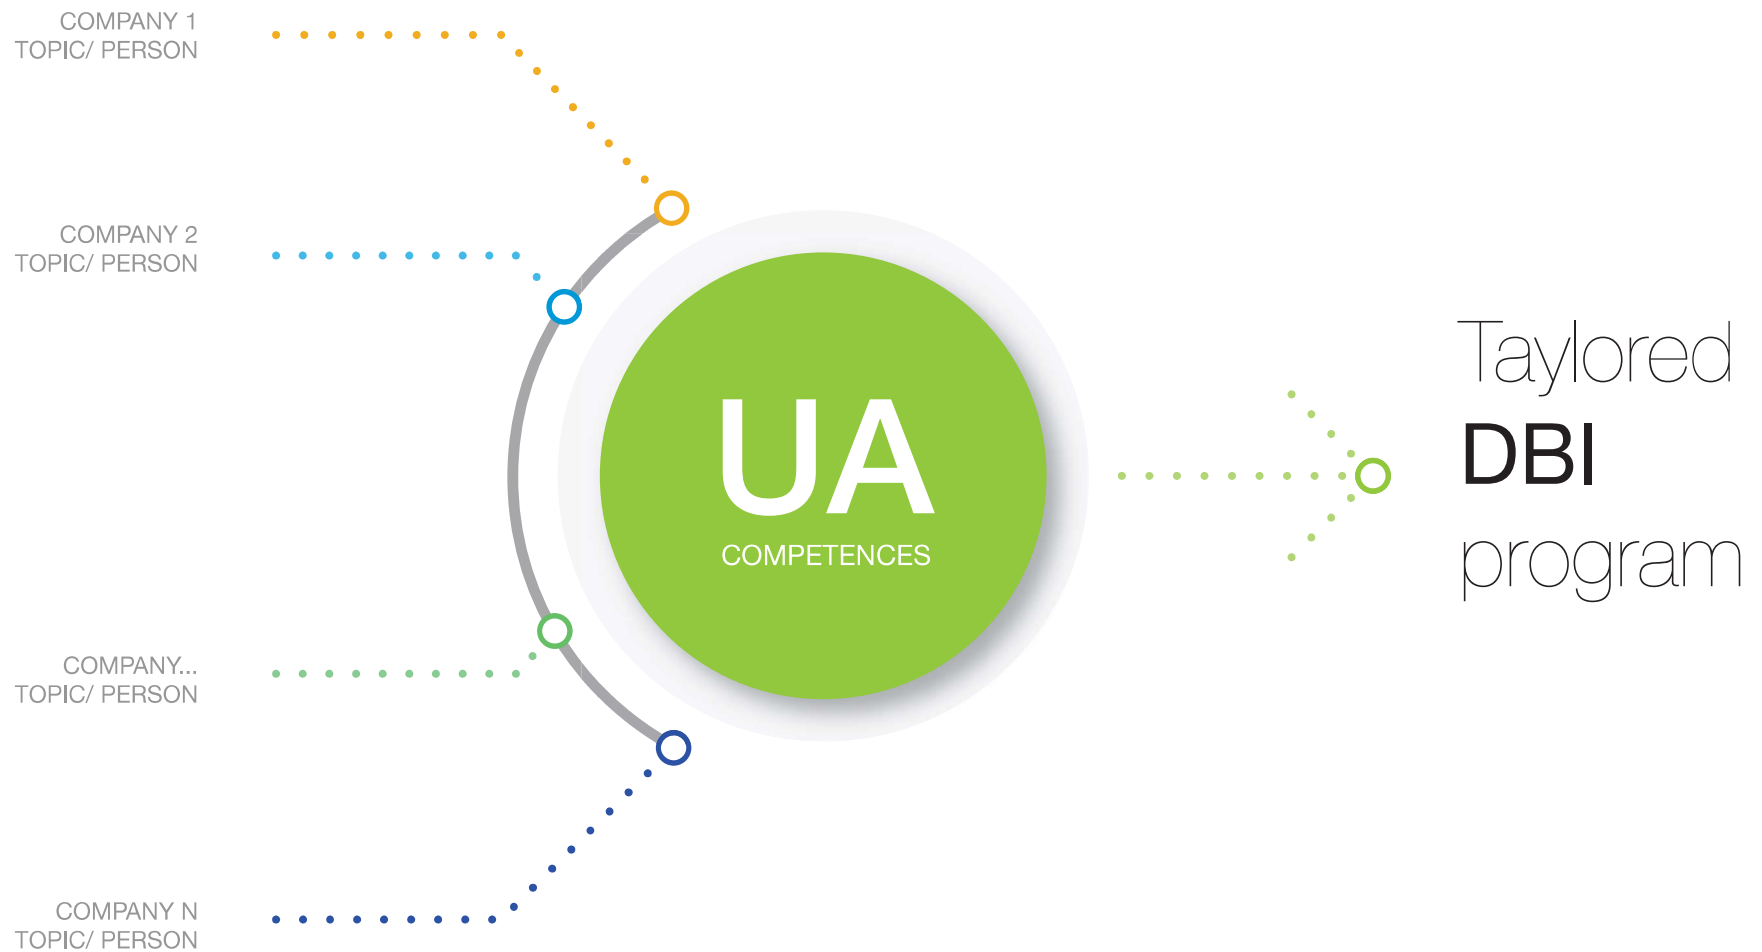 COMPANY 1
TOPIC/ PERSON
COMPANY 2
TOPIC/ PERSON
COMPANY...
TOPIC/ PERSON
COMPANY N
TOPIC/ PERSON
UA
COMPETENCES
Taylored
DBI
program